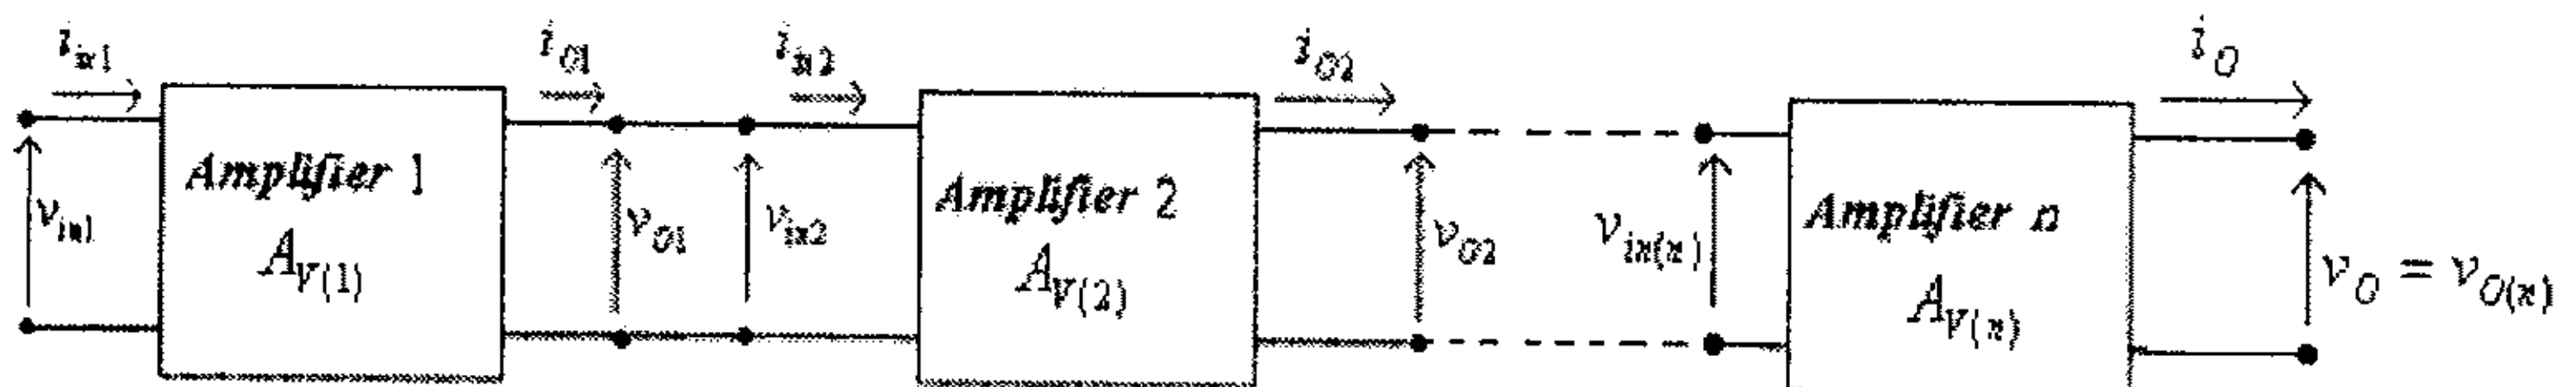 i_in1 i_O1 i_in2 i_O2 i_O
Amplifier 1
A_V(1)
v_in1
v_O1
v_in2
Amplifier 2
A_V(2)
v_O2
v_in(n)
Amplifier n
A_V(n)
v_O = v_O(n)